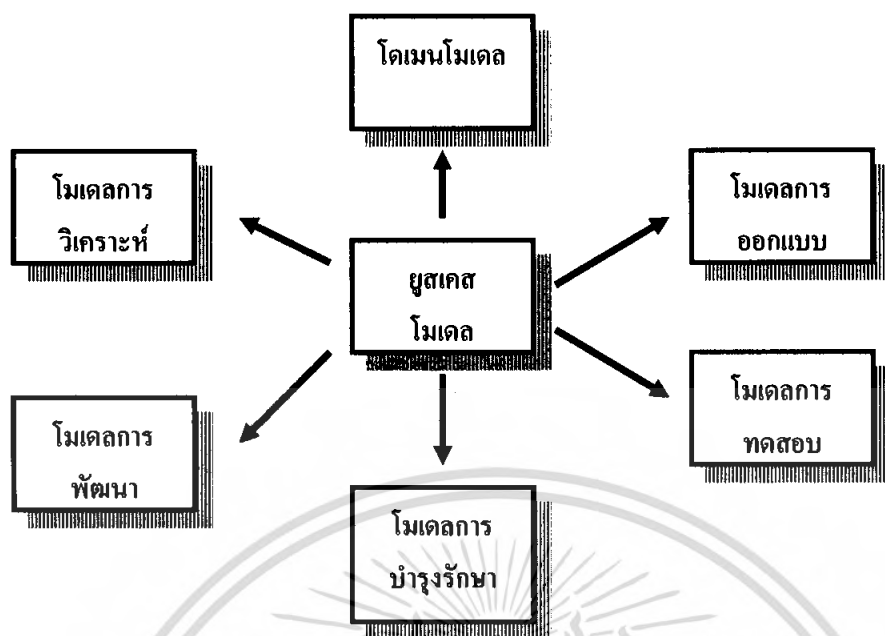 โดเมนโมเดล
โมเดลการ
วิเคราะห์
โมเดลการ
ออกแบบ
ยูสเคส
โมเดล
โมเดลการ
พัฒนา
โมเดลการ
ทดสอบ
โมเดลการ
บำรุงรักษา